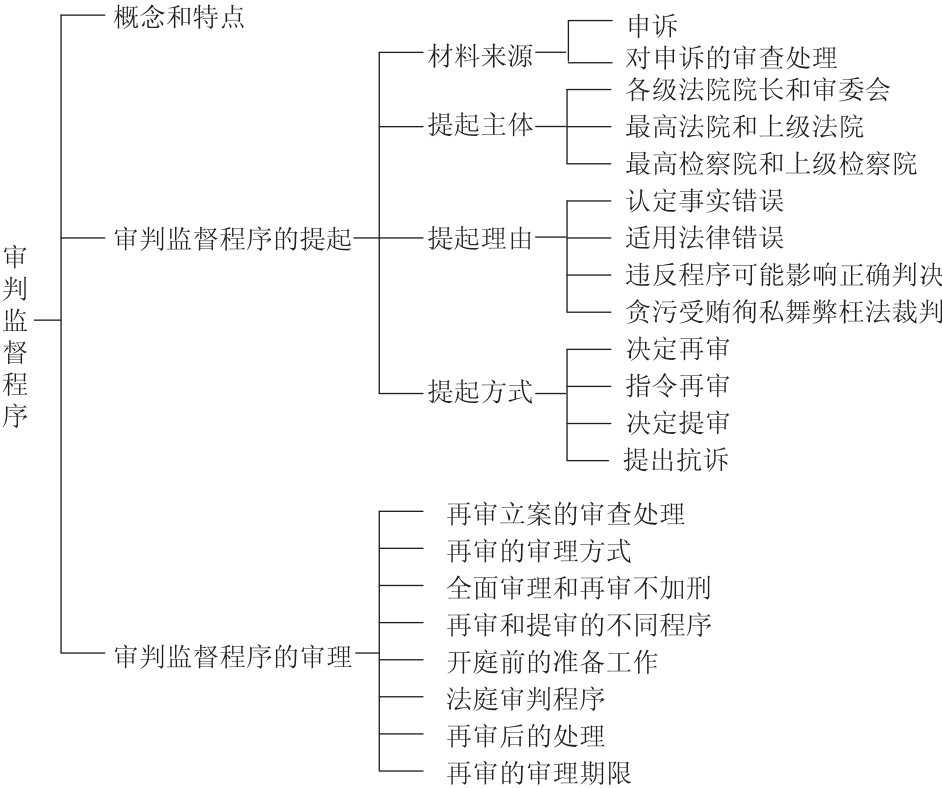 审判监督程序
概念和特点
审判监督程序的提起
材料来源
申诉
对申诉的审查处理
提起主体
各级法院院长和审委会
最高法院和上级法院
最高检察院和上级检察院
提起理由
认定事实错误
适用法律错误
违反程序可能影响正确判决
贪污受贿徇私舞弊枉法裁判
提起方式
决定再审
指令再审
决定提审
提出抗诉
审判监督程序的审理
再审立案的审查处理
再审的审理方式
全面审理和再审不加刑
再审和提审的不同程序
开庭前的准备工作
法庭审判程序
再审后的处理
再审的审理期限